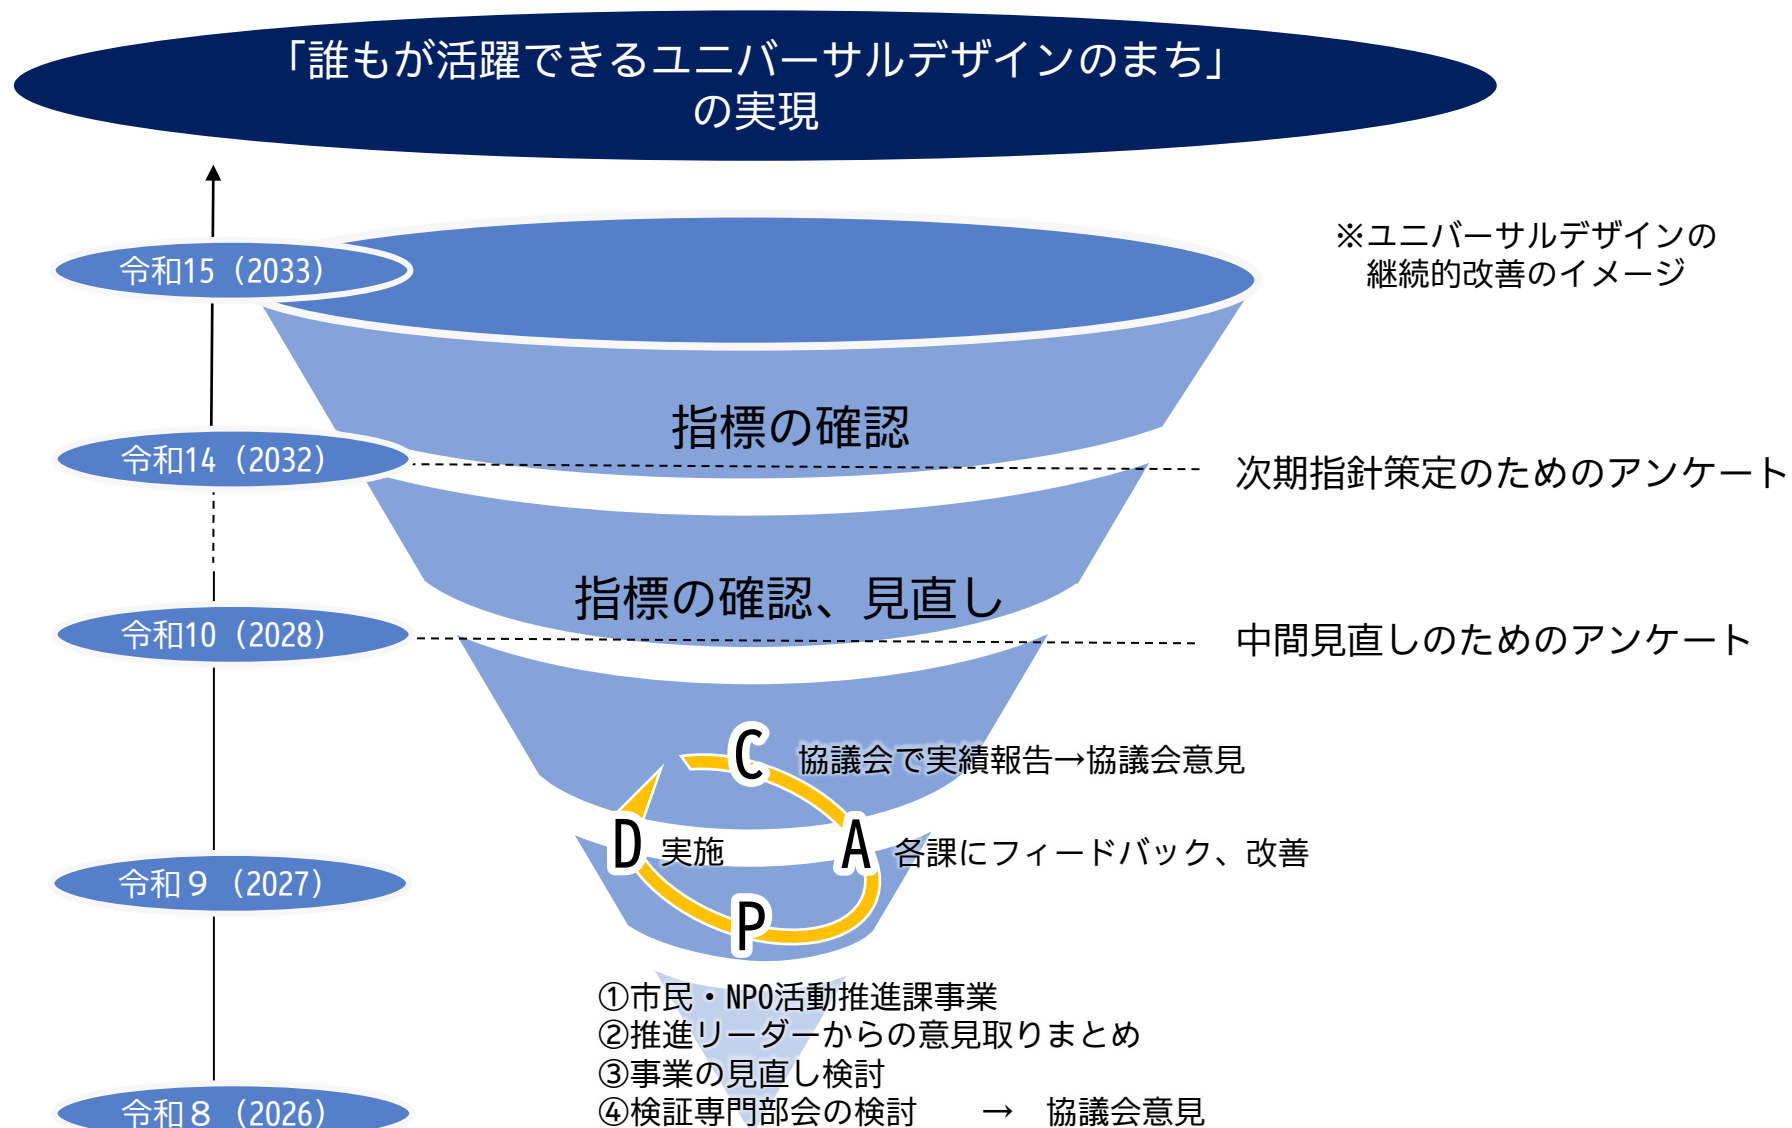 「誰もが活躍できるユニバーサルデザインのまち」
の実現
※ユニバーサルデザインの
継続的改善のイメージ
令和15（2033）
指標の確認
令和14（2032）
次期指針策定のためのアンケート
指標の確認、見直し
令和10（2028）
中間見直しのためのアンケート
C
協議会で実績報告→協議会意見
D
実施
A
各課にフィードバック、改善
令和９（2027）
P
①市民・NPO活動推進課事業
②推進リーダーからの意見取りまとめ
③事業の見直し検討
④検証専門部会の検討　　→　協議会意見
令和８（2026）